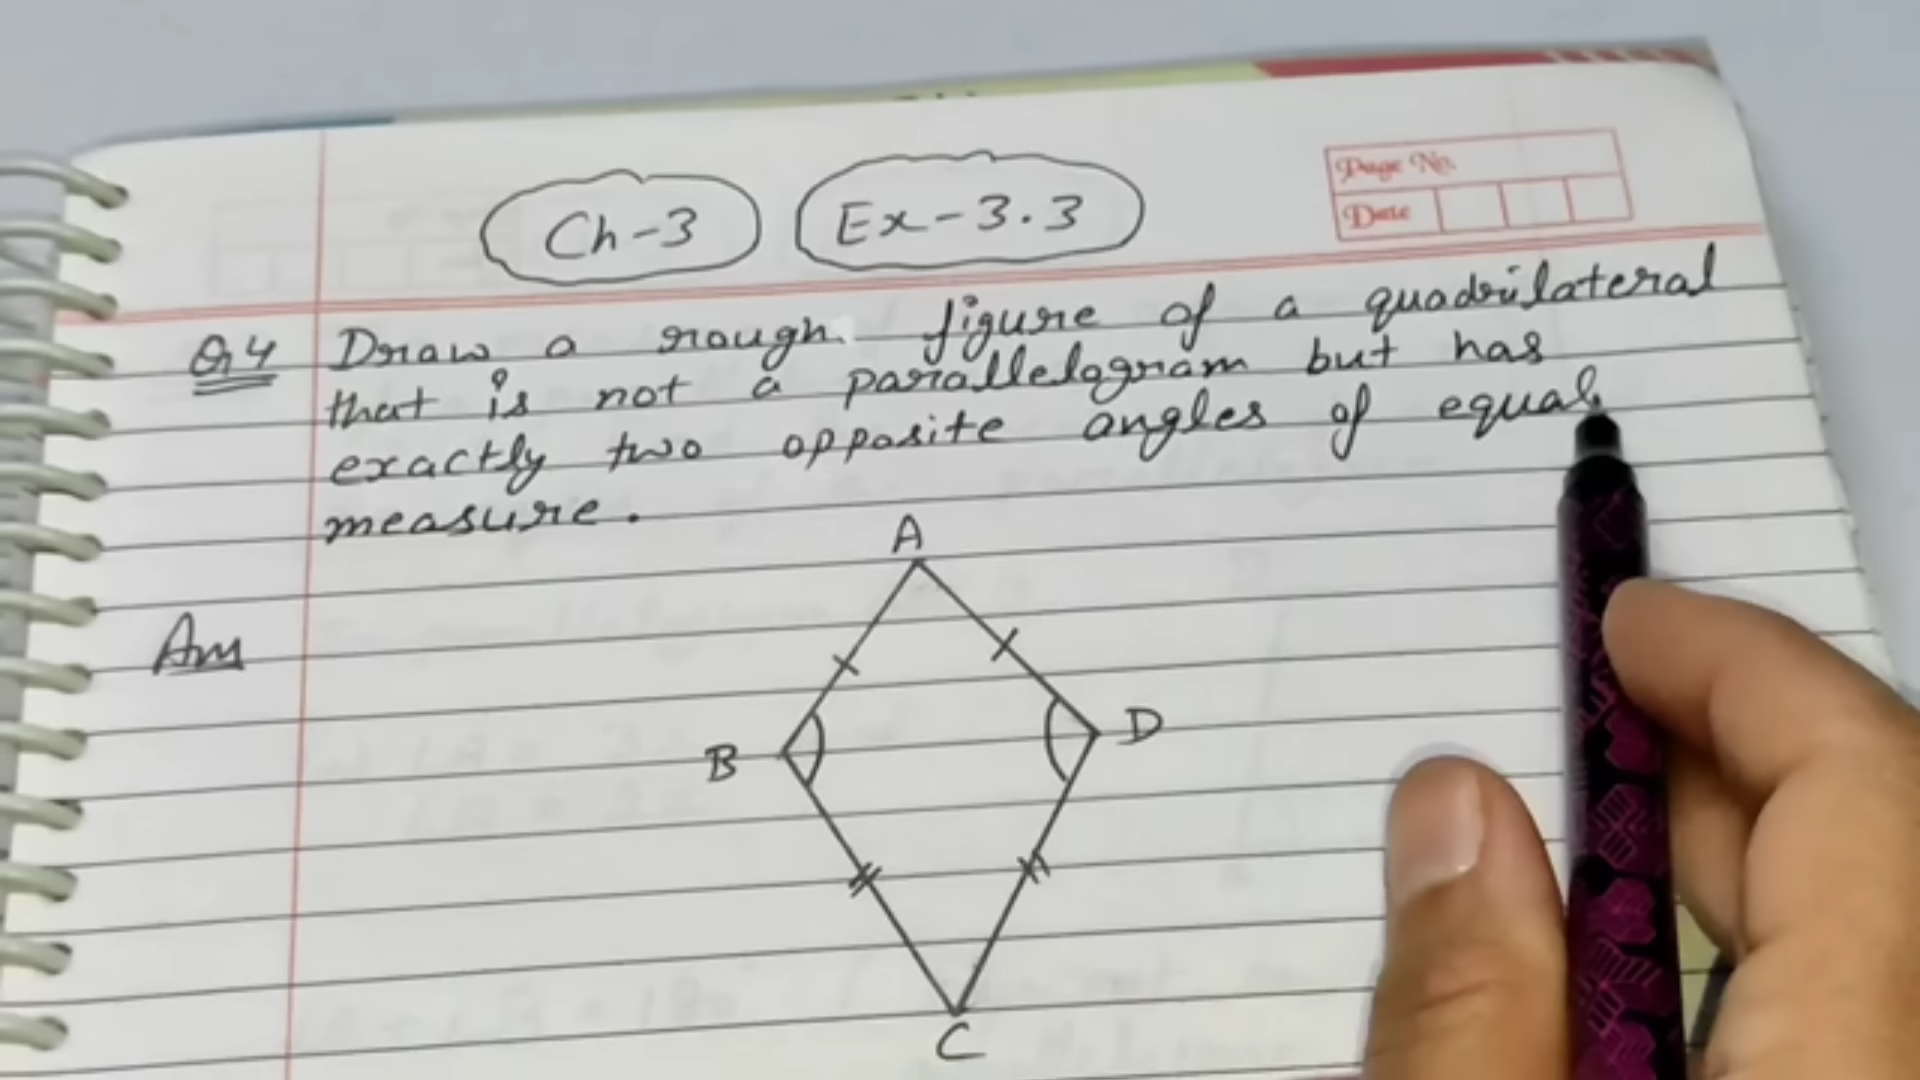 Ch-3 Ex-3.3
Page No.
Date
Q4 Draw a rough figure of a quadrilateral
that is not a parallelogram but has
exactly two opposite angles of equal
measure.
Ans
A
B
D
C